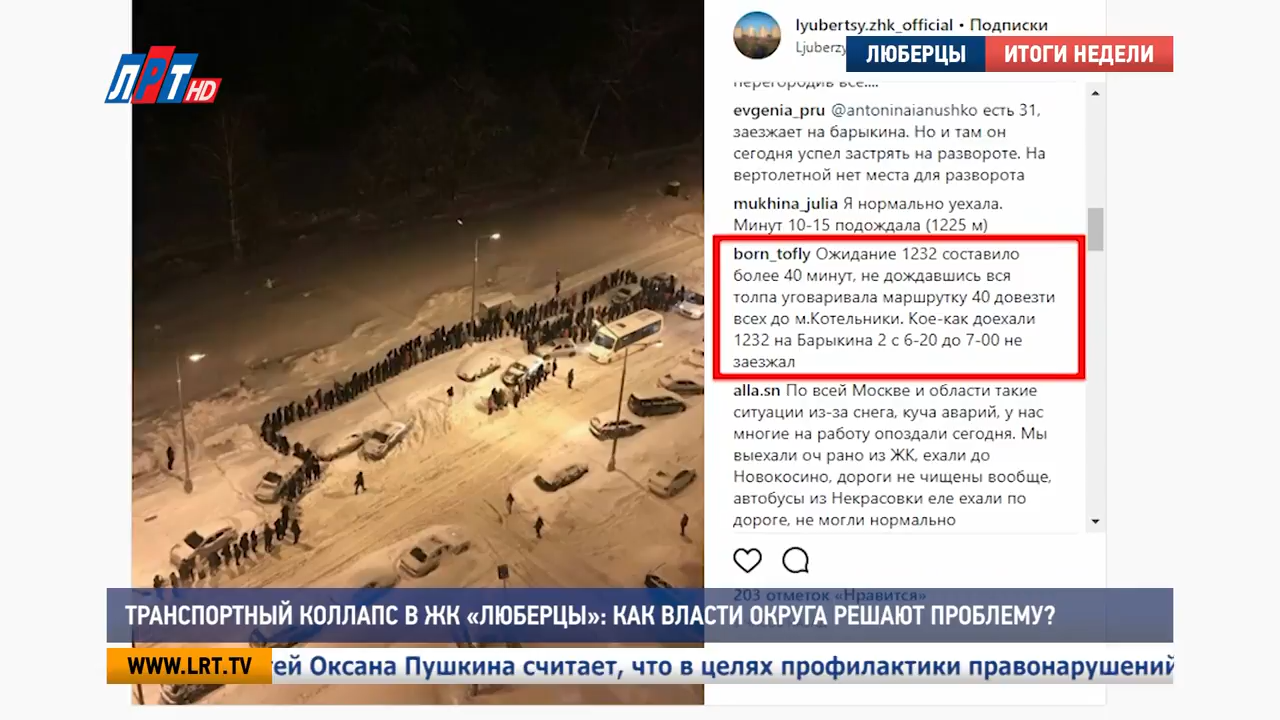 lyubertsy.zhk_official • Подписки
Ljuberzy
ЛЮБЕРЦЫ ИТОГИ НЕДЕЛИ
ЛРТ HD
перегородив все....
evgenia_pru @antoninaianushko есть 31,
заезжает на барыкина. Но и там он
сегодня успел застрять на развороте. На
вертолетной нет места для разворота
mukhina_julia Я нормально уехала.
Минут 10-15 подождала (1225 м)
born_tofly Ожидание 1232 составило
более 40 минут, не дождавшись вся
толпа уговаривала маршрутку 40 довезти
всех до м.Котельники. Кое-как доехали
1232 на Барыкина 2 с 6-20 до 7-00 не
заезжал
alla.sn По всей Москве и области такие
ситуации из-за снега, куча аварий, у нас
многие на работу опоздали сегодня. Мы
выехали оч рано из ЖК, ехали до
Новокосино, дороги не чищены вообще,
автобусы из Некрасовки еле ехали по
дороге, не могли нормально
203 отметок «Нравится»
ТРАНСПОРТНЫЙ КОЛЛАПС В ЖК «ЛЮБЕРЦЫ»: КАК ВЛАСТИ ОКРУГА РЕШАЮТ ПРОБЛЕМУ?
WWW.LRT.TV
тей Оксана Пушкина считает, что в целях профилактики правонарушений